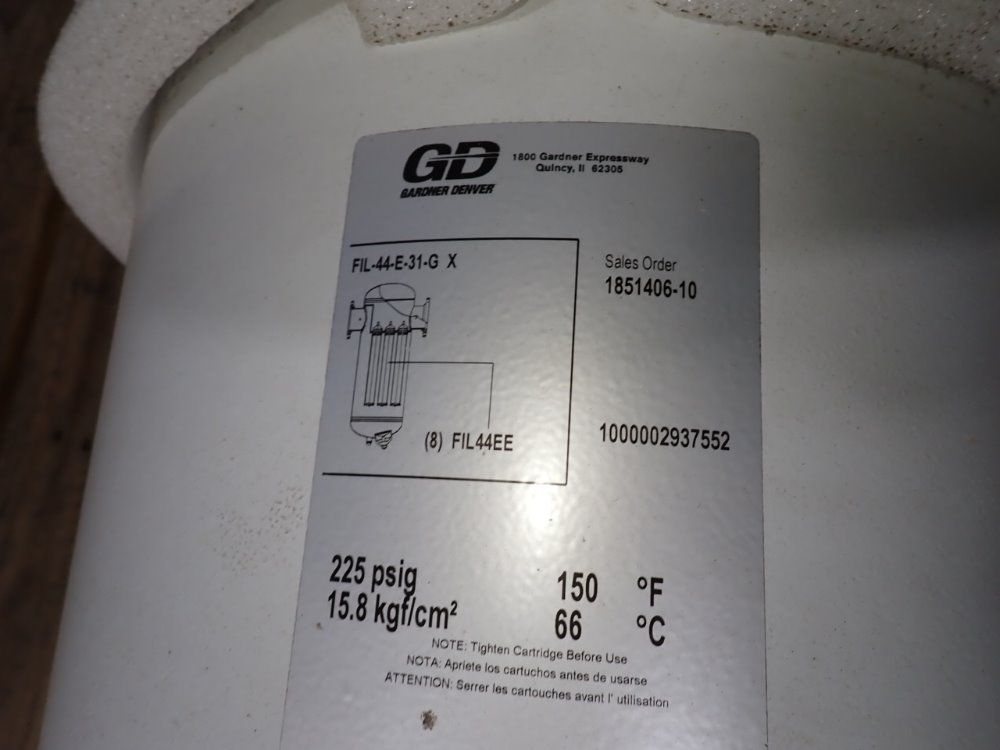 GD
GARDNER DENVER
1800 Gardner Expressway
Quincy, Il 62305
FIL-44-E-31-G X
(8) FIL44EE
Sales Order
1851406-10
1000002937552
225 psig 150 °F
15.8 kgf/cm² 66 °C
NOTE: Tighten Cartridge Before Use
NOTA: Apriete los cartuchos antes de usarse
ATTENTION: Serrer les cartouches avant l' utilisation